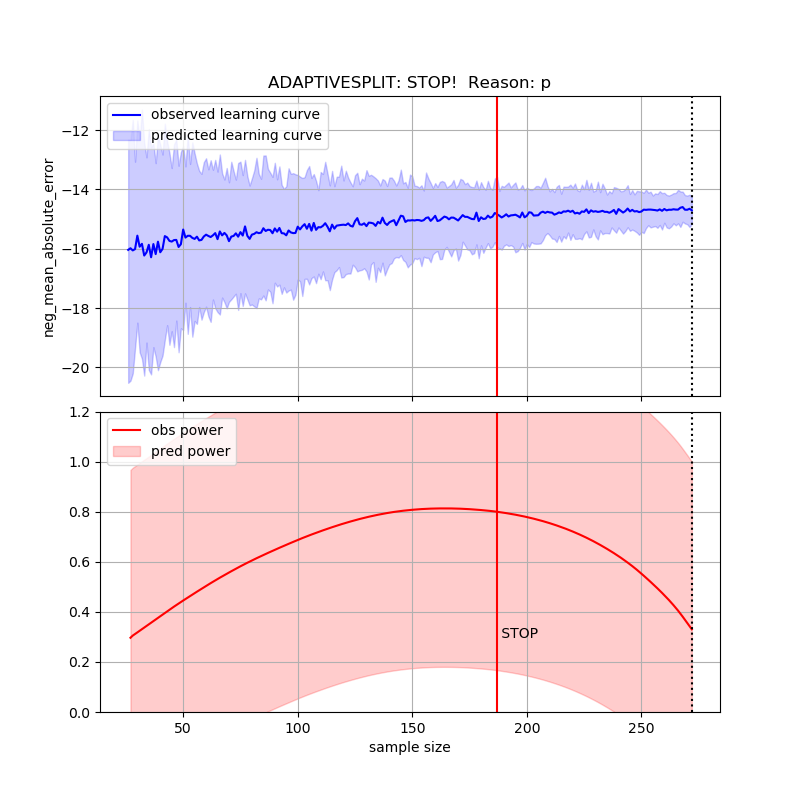 ADAPTIVESPLIT: STOP!  Reason: p
observed learning curve
predicted learning curve
neg_mean_absolute_error
−12
−14
−16
−18
−20
obs power
pred power
1.2
1.0
0.8
0.6
0.4
0.2
0.0
STOP
50 100 150 200 250
sample size